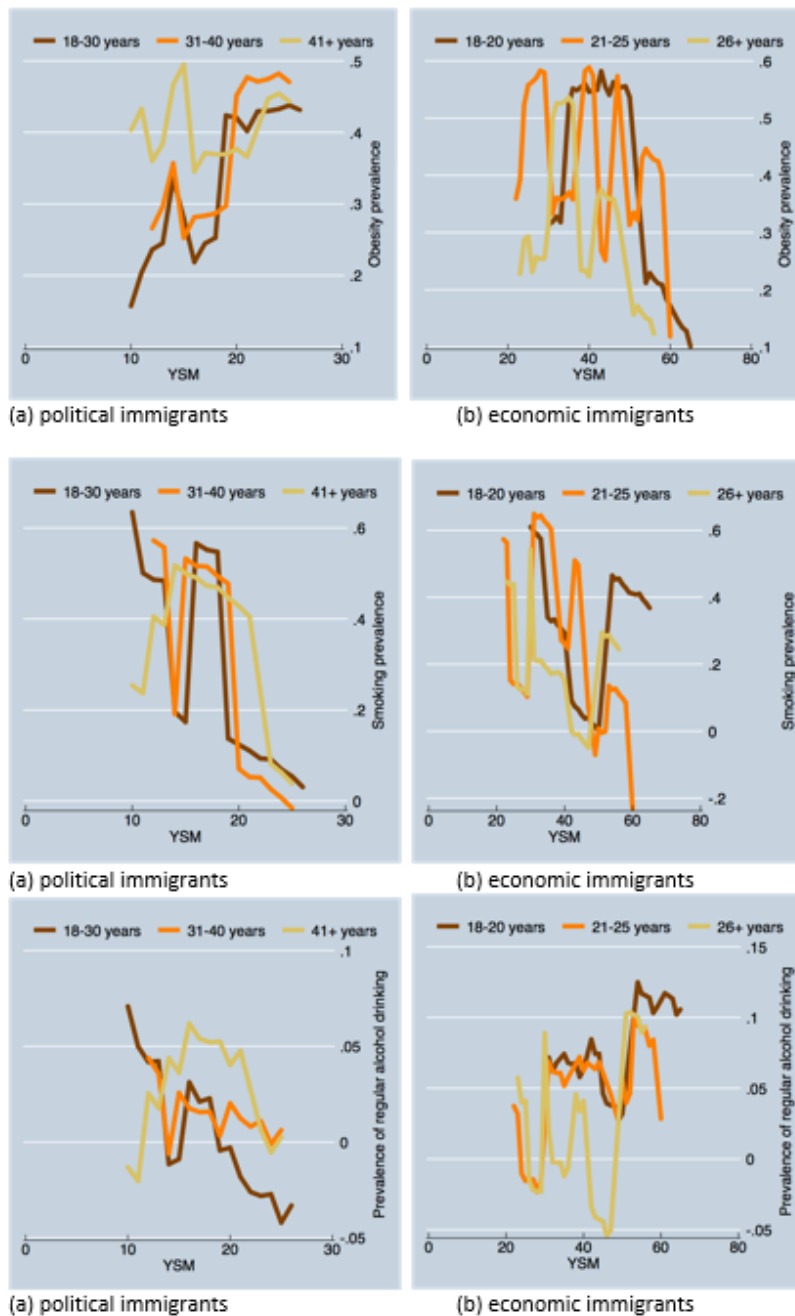 18-30 years 31-40 years 41+ years
.5
.4
.3
.2
.1
Obesity prevalence
0 10 20 30
YSM
(a) political immigrants
18-20 years 21-25 years 26+ years
.6
.5
.4
.3
.2
.1
Obesity prevalence
0 20 40 60 80
YSM
(b) economic immigrants
18-30 years 31-40 years 41+ years
.6
.4
.2
0
Smoking prevalence
0 10 20 30
YSM
(a) political immigrants
18-20 years 21-25 years 26+ years
.6
.4
.2
0
-.2
Smoking prevalence
0 20 40 60 80
YSM
(b) economic immigrants
18-30 years 31-40 years 41+ years
.1
.05
0
-.05
Prevalence of regular alcohol drinking
0 10 20 30
YSM
(a) political immigrants
18-20 years 21-25 years 26+ years
.15
.1
.05
0
-.05
Prevalence of regular alcohol drinking
0 20 40 60 80
YSM
(b) economic immigrants